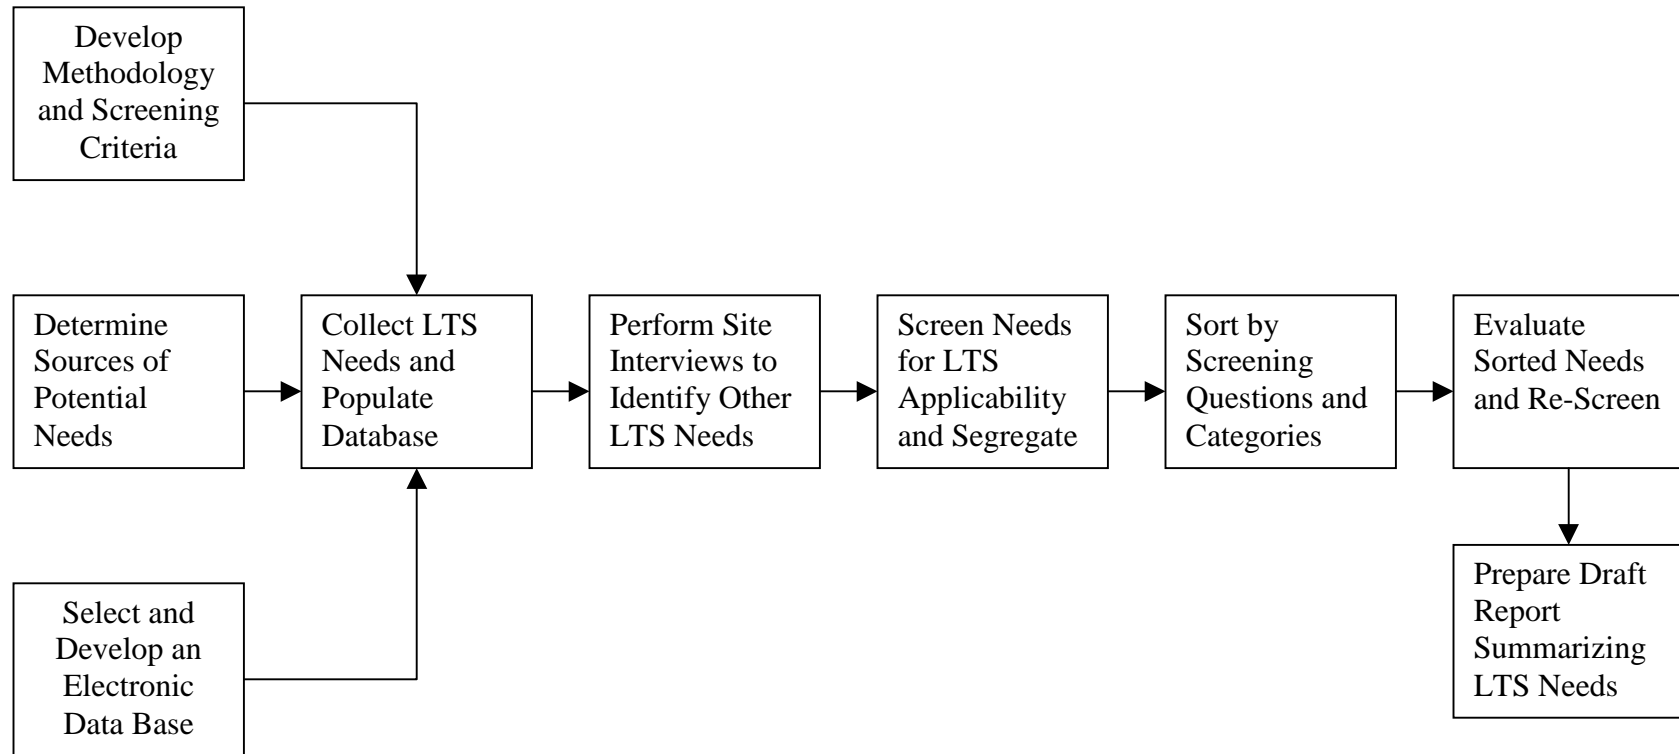 Develop
Methodology
and Screening
Criteria
Determine
Sources of
Potential
Needs
Collect LTS
Needs and
Populate
Database
Perform Site
Interviews to
Identify Other
LTS Needs
Screen Needs
for LTS
Applicability
and Segregate
Sort by
Screening
Questions and
Categories
Evaluate
Sorted Needs
and Re-Screen
Select and
Develop an
Electronic
Data Base
Prepare Draft
Report
Summarizing
LTS Needs